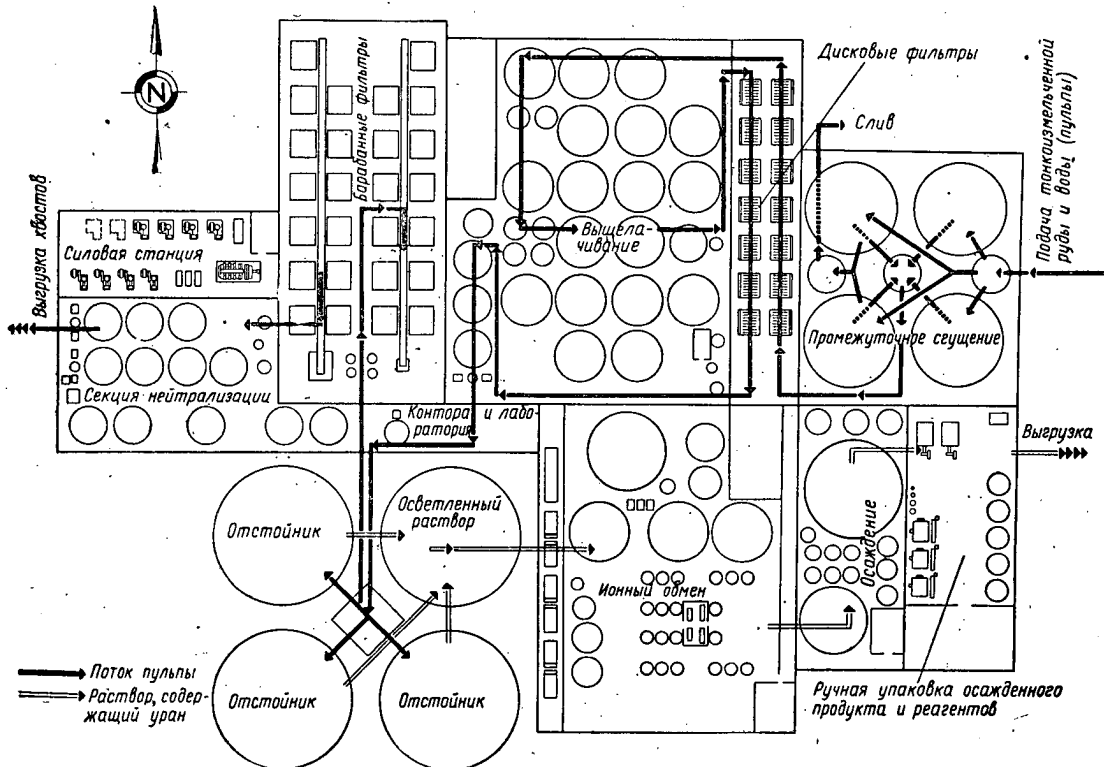 N
Барабанные фильтры
Дисковые фильтры
Слив
Подача тонкоизмельченной
руды и воды (пульпы)
Выгрузка хвостов
Силовая станция
Выщела-
чивание
Промежуточное сгущение
Секция нейтрализации
Контора и лабо-
ратория
Выгрузка
Отстойник
Осветленный
раствор
Осаждение
Ионный обмен
Отстойник
Отстойник
Поток пульпы
Раствор, содер-
жащий уран
Ручная упаковка осажденного
продукта и реагентов